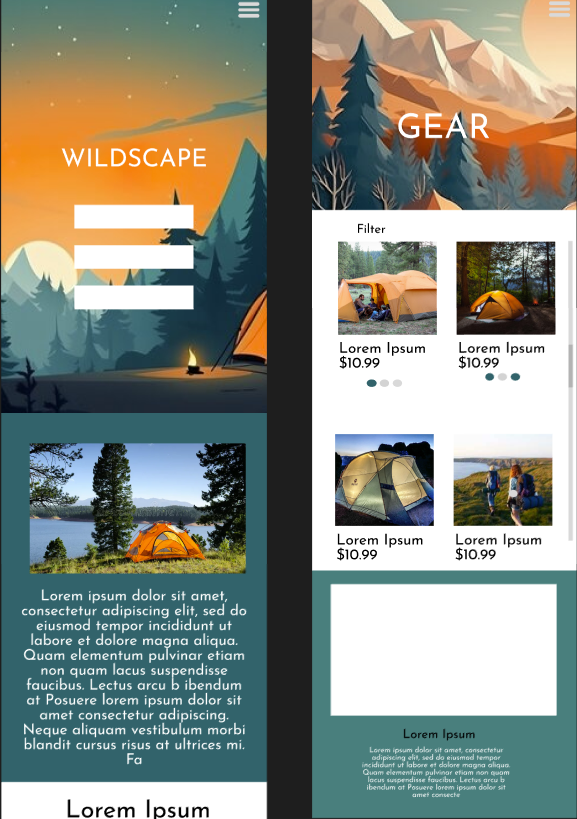 WILDSCAPE
Lorem ipsum dolor sit amet,
consectetur adipiscing elit, sed do
eiusmod tempor incididunt ut
labore et dolore magna aliqua.
Quam elementum pulvinar etiam
non quam lacus suspendisse
faucibus. Lectus arcu b ibendum
at Posuere lorem ipsum dolor sit
amet consectetur adipiscing.
Neque aliquam vestibulum morbi
blandit cursus risus at ultrices mi.
Fa
Lorem Ipsum
GEAR
Filter
Lorem Ipsum
$10.99
Lorem Ipsum
$10.99
Lorem Ipsum
$10.99
Lorem Ipsum
$10.99
Lorem Ipsum
Lorem ipsum dolor sit amet, consectetur
adipiscing elit, sed do eiusmod tempor
incididunt ut labore et dolore magna aliqua.
Quam elementum pulvinar etiam non quam
lacus suspendisse faucibus. Lectus arcu b
ibendum at Posuere lorem ipsum dolor sit
amet consecte